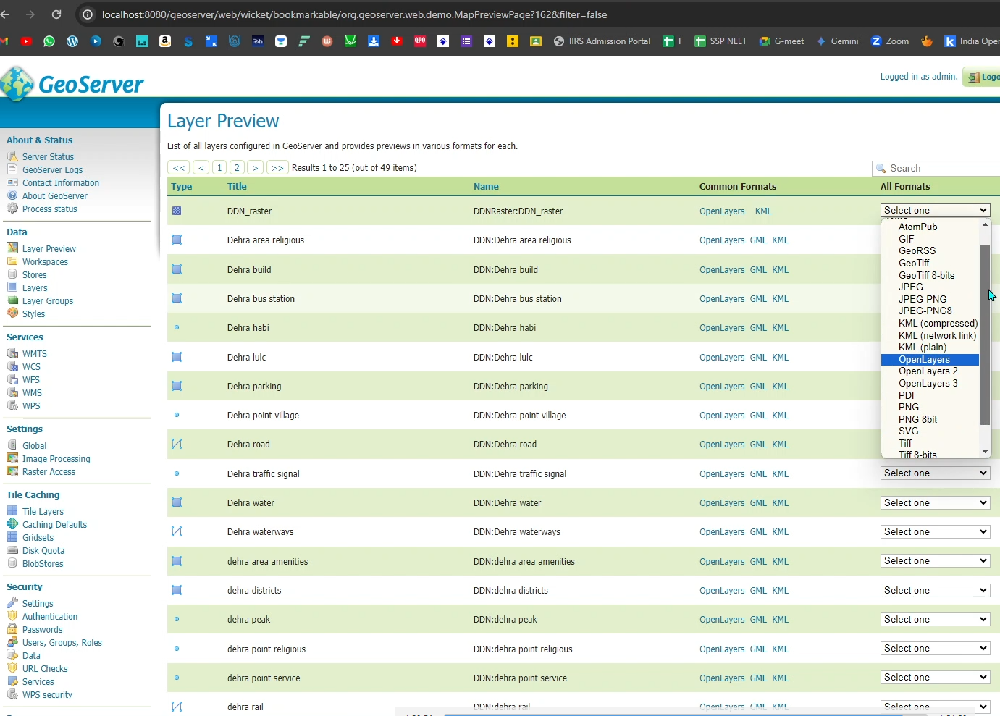 localhost:8080/geoserver/web/wicket/bookmarkable/org.geoserver.web.demo.MapPreviewPage?162&filter=false
IIRS Admission Portal F SSP NEET G-meet Gemini Zoom India Oper
GeoServer
Logged in as admin. Logo
About & Status
Server Status
GeoServer Logs
Contact Information
About GeoServer
Process status
Data
Layer Preview
Workspaces
Stores
Layers
Layer Groups
Styles
Services
WMTS
WCS
WFS
WMS
WPS
Settings
Global
Image Processing
Raster Access
Tile Caching
Tile Layers
Caching Defaults
Gridsets
Disk Quota
BlobStores
Security
Settings
Authentication
Passwords
Users, Groups, Roles
Data
URL Checks
Services
WPS security
Layer Preview
List of all layers configured in GeoServer and provides previews in various formats for each.
<< < 1 2 > >> Results 1 to 25 (out of 49 items)
Search
Type Title Name Common Formats All Formats
DDN_raster DDNRaster:DDN_raster OpenLayers KML Select one
Dehra area religious DDN:Dehra area religious OpenLayers GML KML
Dehra build DDN:Dehra build OpenLayers GML KML
Dehra bus station DDN:Dehra bus station OpenLayers GML KML
Dehra habi DDN:Dehra habi OpenLayers GML KML
Dehra lulc DDN:Dehra lulc OpenLayers GML KML
Dehra parking DDN:Dehra parking OpenLayers GML KML
Dehra point village DDN:Dehra point village OpenLayers GML KML
Dehra road DDN:Dehra road OpenLayers GML KML
Dehra traffic signal DDN:Dehra traffic signal OpenLayers GML KML Select one
Dehra water DDN:Dehra water OpenLayers GML KML Select one
Dehra waterways DDN:Dehra waterways OpenLayers GML KML Select one
dehra area amenities DDN:dehra area amenities OpenLayers GML KML Select one
dehra districts DDN:dehra districts OpenLayers GML KML Select one
dehra peak DDN:dehra peak OpenLayers GML KML Select one
dehra point religious DDN:dehra point religious OpenLayers GML KML Select one
dehra point service DDN:dehra point service OpenLayers GML KML Select one
dehra rail DDN:dehra rail OpenLayers GML KML Select one
AtomPub
GIF
GeoRSS
GeoTiff
GeoTiff 8-bits
JPEG
JPEG-PNG
JPEG-PNG8
KML (compressed)
KML (network link)
KML (plain)
OpenLayers
OpenLayers 2
OpenLayers 3
PDF
PNG
PNG 8bit
SVG
Tiff
Tiff 8-bits